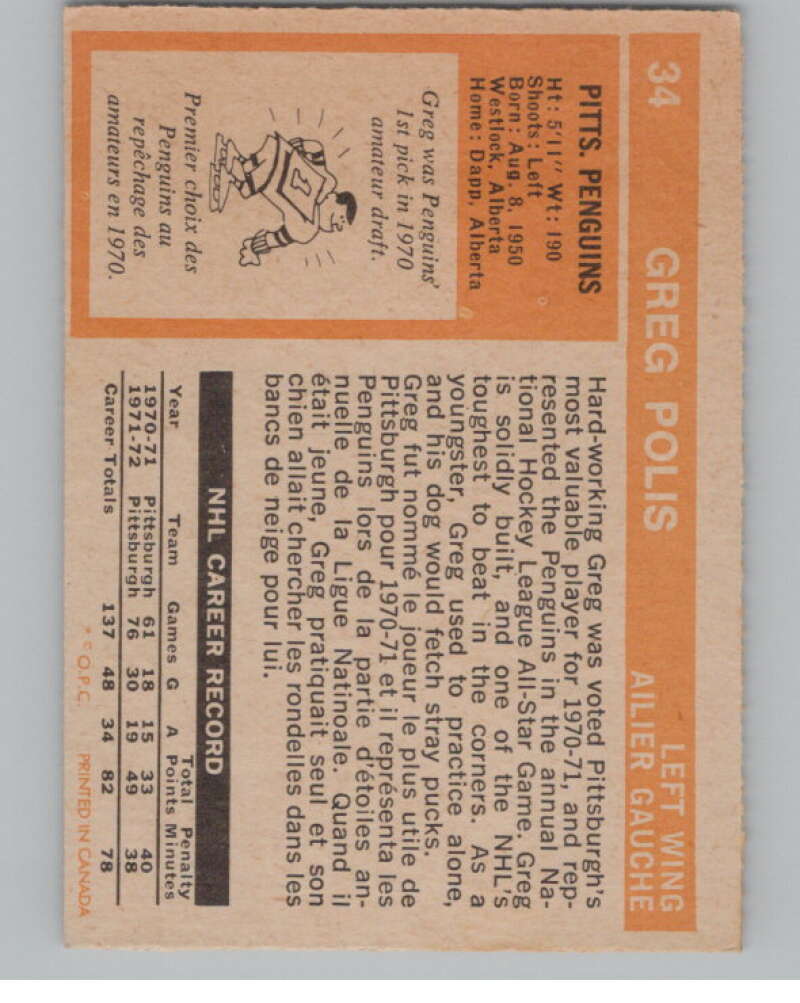 34 GREG POLIS LEFT WING
AILIER GAUCHE
PITTS. PENGUINS
Ht: 5'11" Wt: 190
Shoots: Left
Born: Aug. 8, 1950
Westlock, Alberta
Home: Dapp, Alberta
Greg was Penguins'
1st pick in 1970
amateur draft.
Premier choix des
Penguins au
repêchage des
amateurs en 1970.
Hard-working Greg was voted Pittsburgh's
most valuable player for 1970-71, and rep-
resented the Penguins in the annual Na-
tional Hockey League All-Star Game. Greg
is solidly built, and one of the NHL's
toughest to beat in the corners. As a
youngster, Greg used to practice alone,
and his dog would fetch stray pucks.
Greg fut nommé le joueur le plus utile de
Pittsburgh pour 1970-71 et il représenta les
Penguins lors de la partie d'étoiles an-
nuelle de la Ligue Natinoale. Quand il
était jeune, Greg pratiquait seul et son
chien allait chercher les rondelles dans les
bancs de neige pour lui.
NHL CAREER RECORD
Total Penalty
Year Team Games G A Points Minutes
1970-71 Pittsburgh 61 18 15 33 40
1971-72 Pittsburgh 76 30 19 49 38
Career Totals 137 48 34 82 78
* © O.P.C. PRINTED IN CANADA